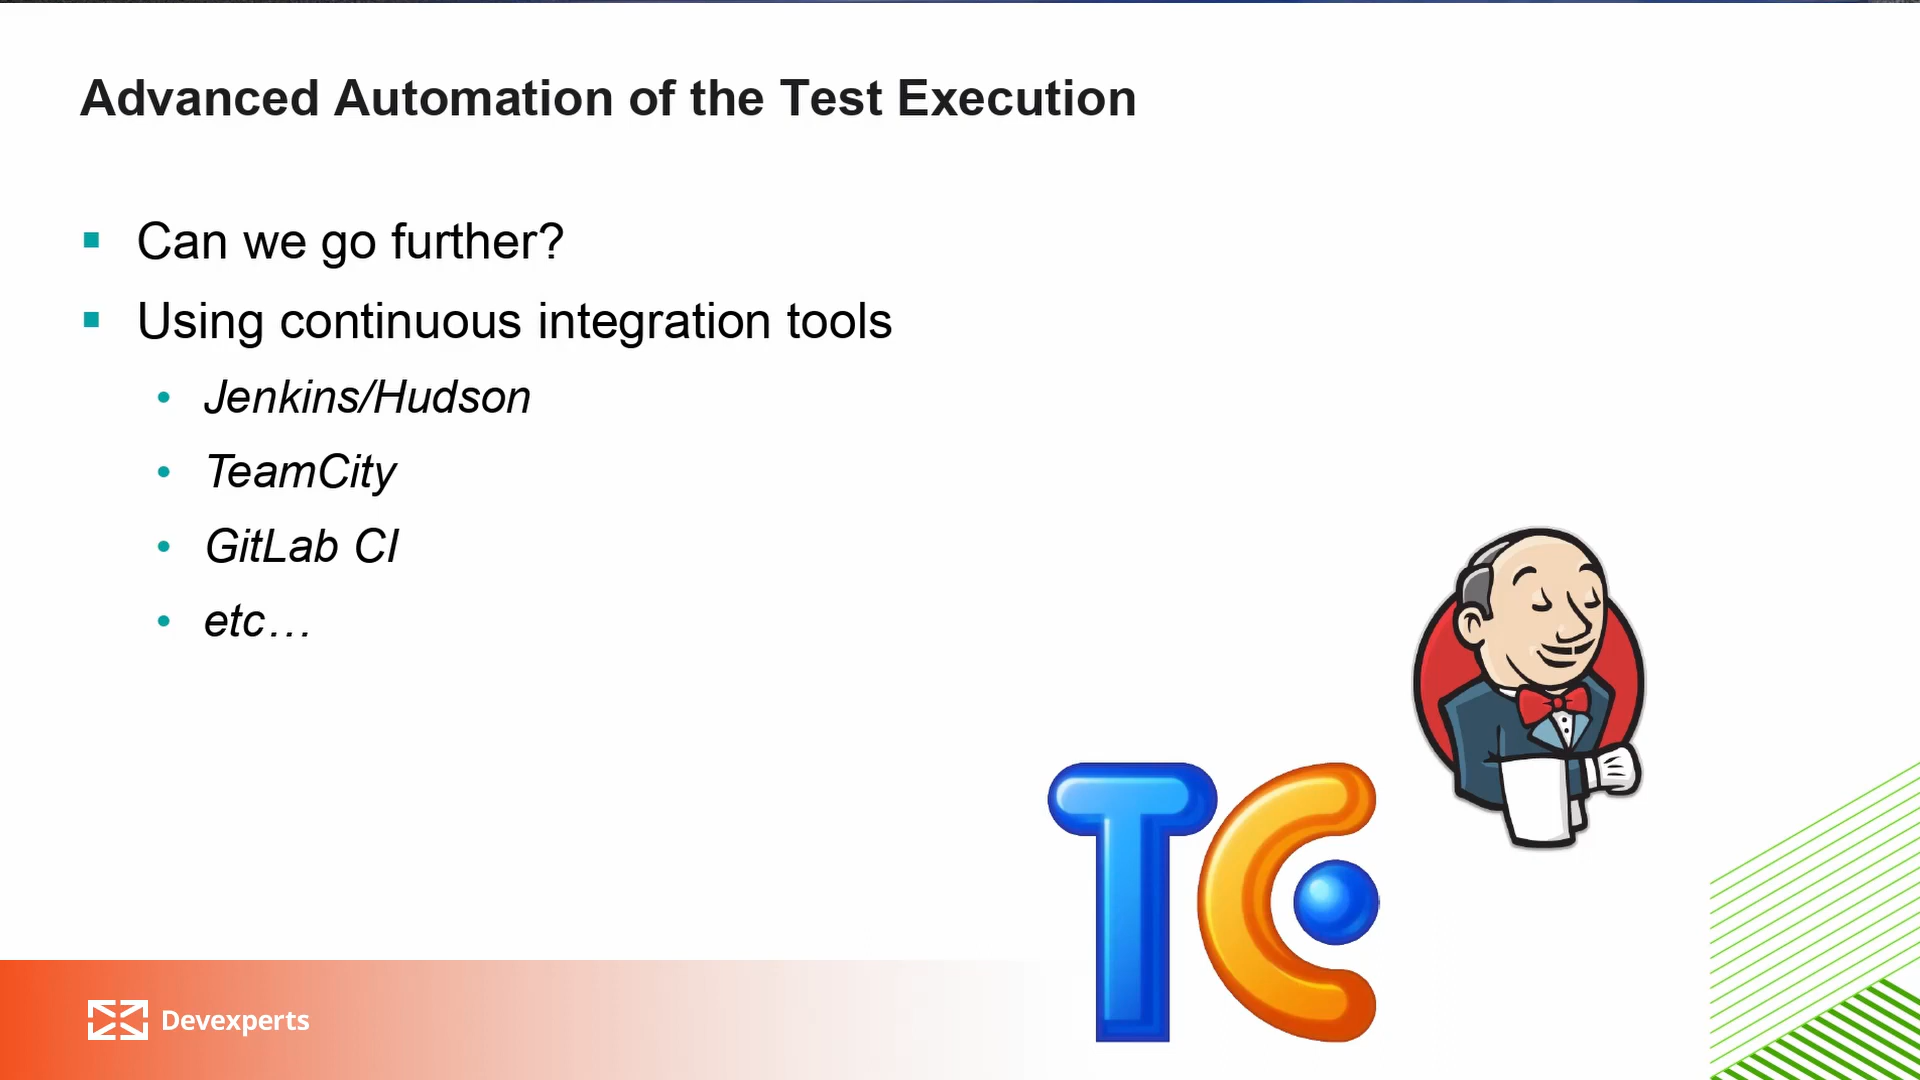 Advanced Automation of the Test Execution
Can we go further?
Using continuous integration tools
Jenkins/Hudson
TeamCity
GitLab CI
etc…
TC
Devexperts